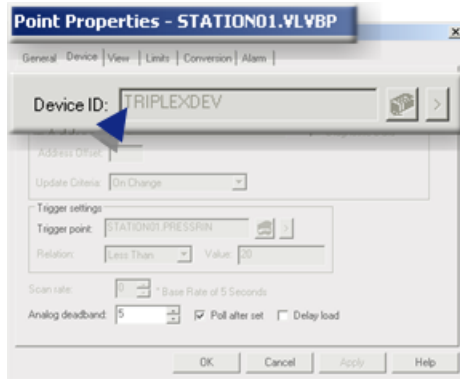 Point Properties - STATION01.VLVBP
General Device View Limits Conversion Alarm
Device ID: TRIPLEXDEV
Address Offset:
Update Criteria: On Change
Trigger settings
Trigger point: STATION01.PRESSRIN
Relation: Less Than Value: 20
Scan rate: 0 * Base Rate of 5 Seconds
Analog deadband: 5 Poll after set Delay load
OK Cancel Apply Help